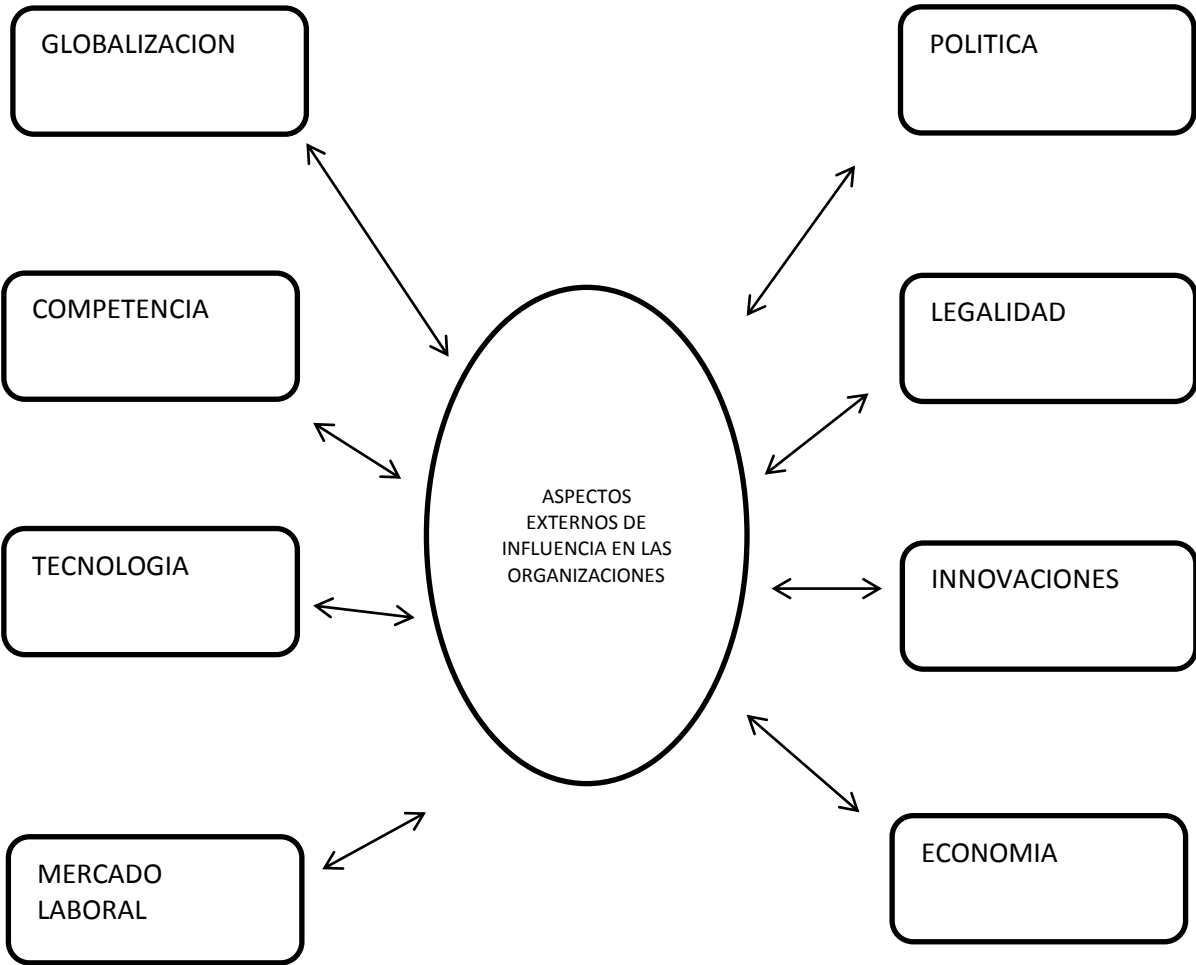 GLOBALIZACION
POLITICA
COMPETENCIA
LEGALIDAD
ASPECTOS
EXTERNOS DE
INFLUENCIA EN LAS
ORGANIZACIONES
TECNOLOGIA
INNOVACIONES
MERCADO
LABORAL
ECONOMIA